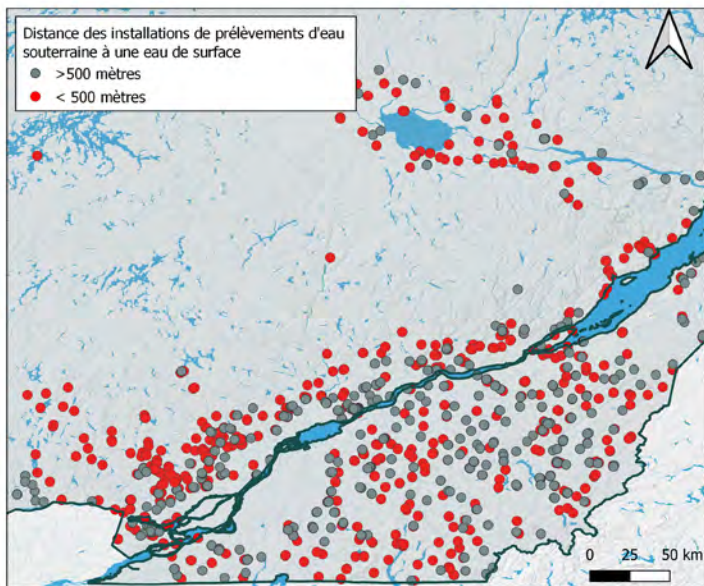 Distance des installations de prélèvements d'eau
souterraine à une eau de surface
>500 mètres
< 500 mètres
0 25 50 km